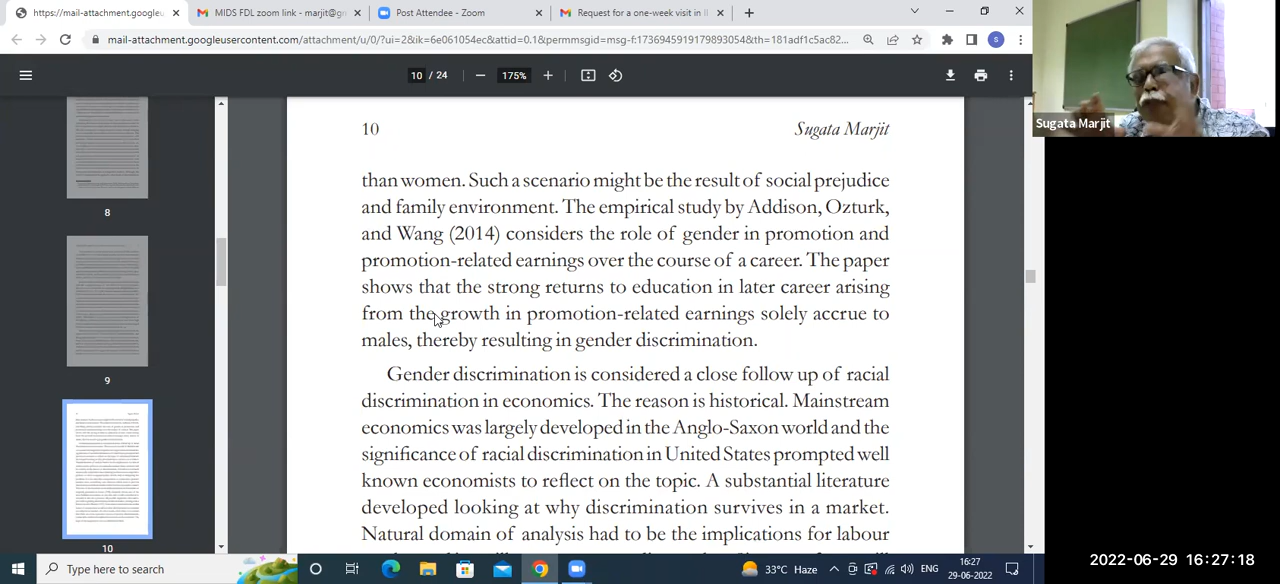 https://mail-attachment.googleu
MIDS FDL zoom link - marjit@g
Post Attendee - Zoom
Request for a one-week visit in I
mail-attachment.googleusercontent.com/attachment/u/0/?ui=2&ik=6e061054ec&attid=0.1&permmsgid=msg-f:1736945919179893054&th=181adf1c5ac82...
S
10 / 24
175%
Sugata Marjit
8
9
10
10 Sugata Marjit
than women. Such a scenario might be the result of social prejudice
and family environment. The empirical study by Addison, Ozturk,
and Wang (2014) considers the role of gender in promotion and
promotion-related earnings over the course of a career. The paper
shows that the strong returns to education in later career arising
from the growth in promotion-related earnings solely accrue to
males, thereby resulting in gender discrimination.
Gender discrimination is considered a close follow up of racial
discrimination in economics. The reason is historical. Mainstream
economics was largely developed in the Anglo-Saxon world and the
significance of racial discrimination in United States prompted well
known economists to reflect on the topic. A substantial literature
developed looking at why discrimination survives in a market.
Natural domain of analysis had to be the implications for labour
Type here to search
33°C Haze
ENG
16:27
29-06-2022
2022-06-29 16:27:18